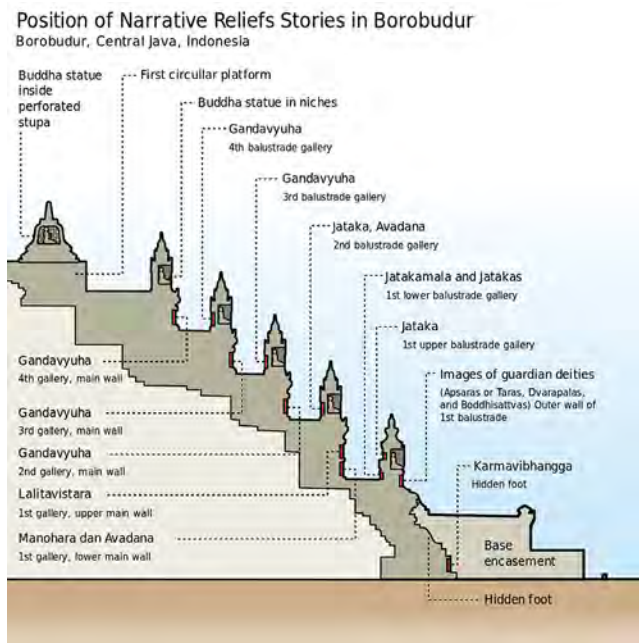 Position of Narrative Reliefs Stories in Borobudur
Borobudur, Central Java, Indonesia
Buddha statue
inside
perforated
stupa
First circullar platform
Buddha statue in niches
Gandavyuha
4th balustrade gallery
Gandavyuha
3rd balustrade gallery
Jataka, Avadana
2nd balustrade gallery
Jatakamala and Jatakas
1st lower balustrade gallery
Jataka
1st upper balustrade gallery
Images of guardian deities
(Apsaras or Taras, Dvarapalas,
and Boddhisattvas) Outer wall of
1st balustrade
Karmavibhangga
Hidden foot
Gandavyuha
4th gallery, main wall
Gandavyuha
3rd gallery, main wall
Gandavyuha
2nd gallery, main wall
Lalitavistara
1st gallery, upper main wall
Manohara dan Avadana
1st gallery, lower main wall
Base
encasement
Hidden foot